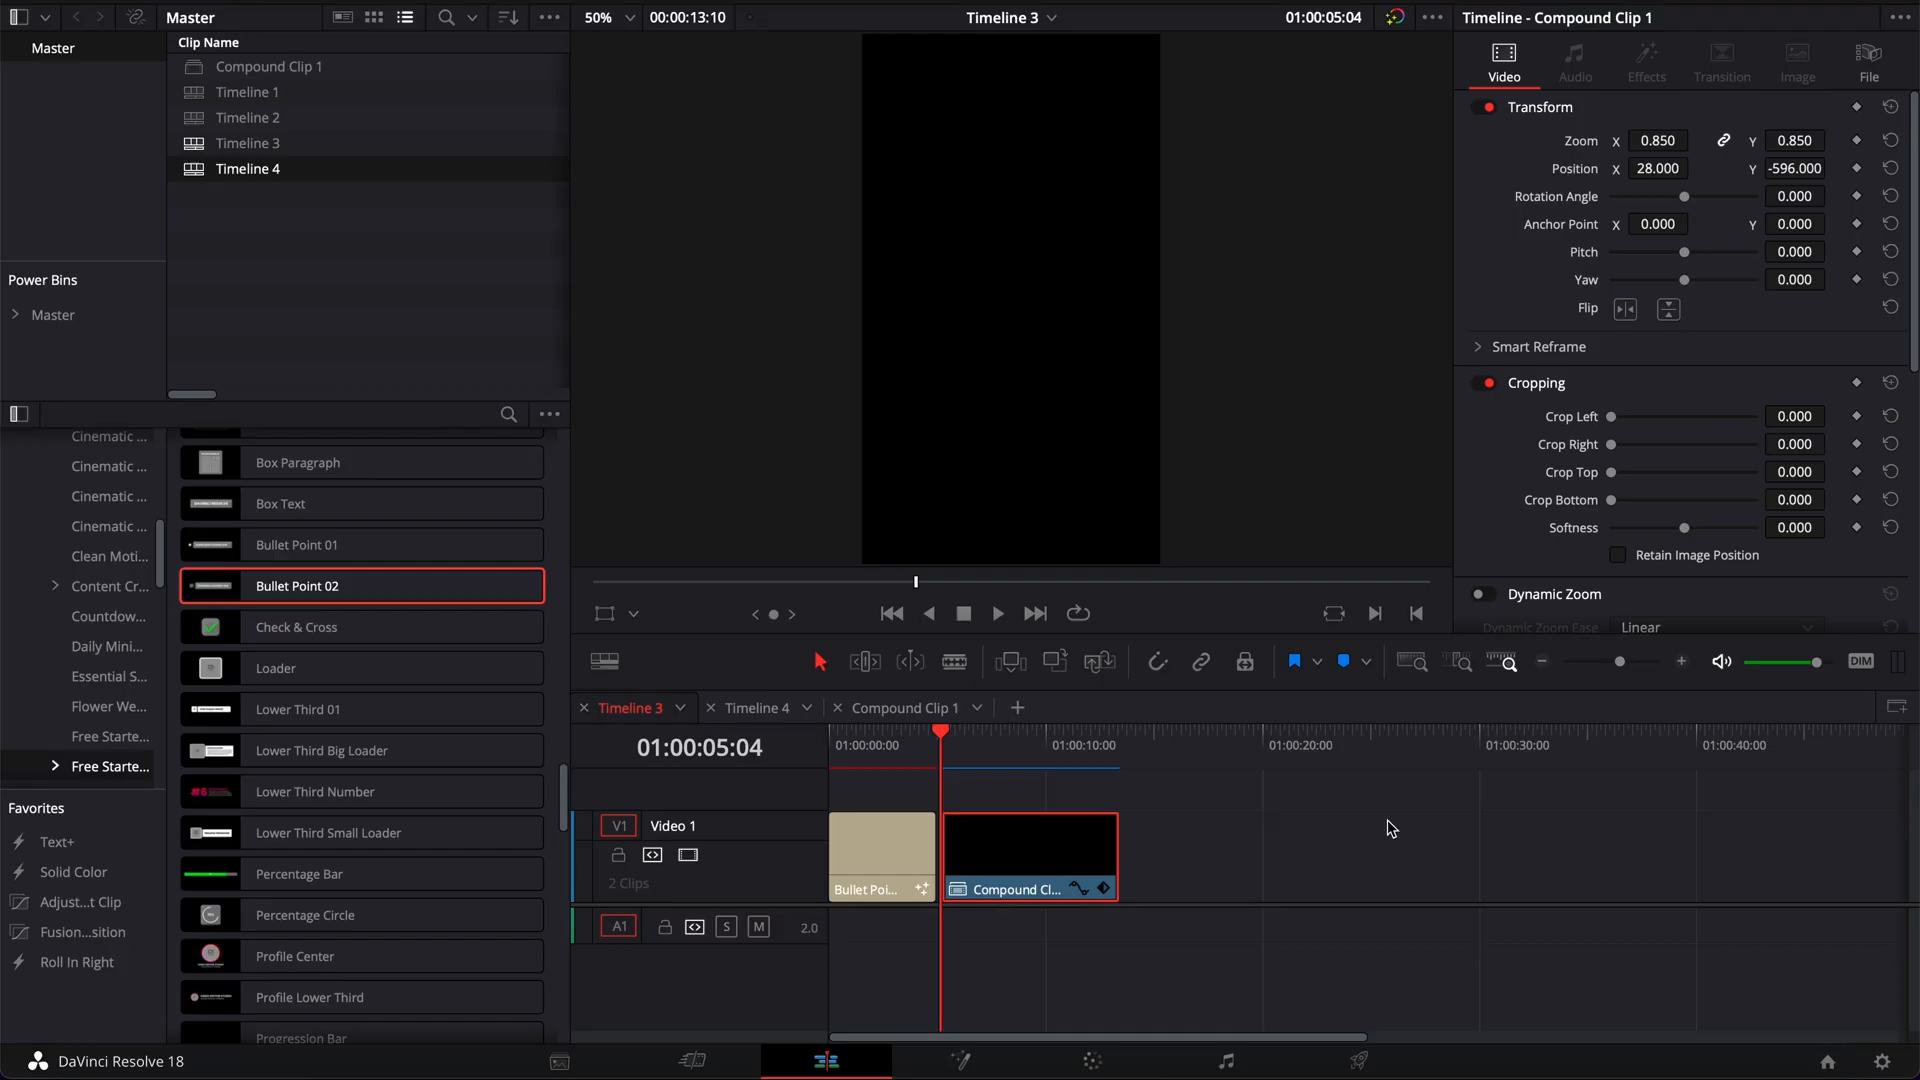 Master
50%
00:00:13:10
Timeline 3
01:00:05:04
Timeline - Compound Clip 1
Master
Clip Name
Compound Clip 1
Timeline 1
Timeline 2
Timeline 3
Timeline 4
Power Bins
Master
Video
Audio
Effects
Transition
Image
File
Transform
Zoom X 0.850 Y 0.850
Position X 28.000 Y -596.000
Rotation Angle 0.000
Anchor Point X 0.000 Y 0.000
Pitch 0.000
Yaw 0.000
Flip
Smart Reframe
Cropping
Crop Left 0.000
Crop Right 0.000
Crop Top 0.000
Crop Bottom 0.000
Softness 0.000
Retain Image Position
Dynamic Zoom
Dynamic Zoom Ease Linear
Cinematic ...
Cinematic ...
Cinematic ...
Cinematic ...
Clean Moti...
Content Cr...
Countdow...
Daily Mini...
Essential S...
Flower We...
Free Starte...
Free Starte...
Favorites
Text+
Solid Color
Adjust...t Clip
Fusion...sition
Roll In Right
Box Paragraph
Box Text
Bullet Point 01
Bullet Point 02
Check & Cross
Loader
Lower Third 01
Lower Third Big Loader
#6
Lower Third Number
Lower Third Small Loader
Percentage Bar
Percentage Circle
Profile Center
Profile Lower Third
Progression Bar
DIM
Timeline 3
Timeline 4
Compound Clip 1
01:00:05:04
01:00:00:00
01:00:10:00
01:00:20:00
01:00:30:00
01:00:40:00
V1
Video 1
2 Clips
Bullet Poi...
Compound Cl...
A1
S
M
2.0
DaVinci Resolve 18